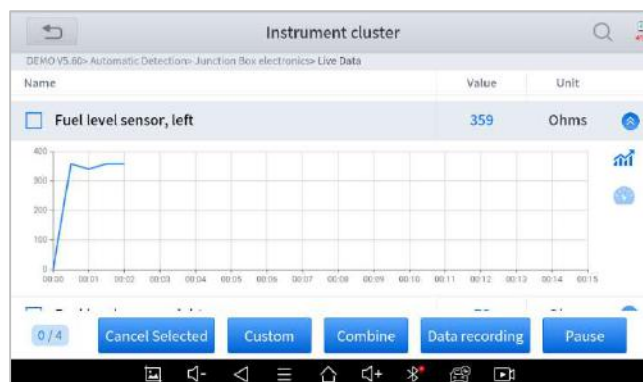 Instrument cluster
DEMO V5.60> Automatic Detection> Junction Box electronics> Live Data
Name Value Unit
Fuel level sensor, left 359 Ohms
400
300
200
100
0
00:00 00:01 00:02 00:03 00:04 00:05 00:06 00:07 00:08 00:09 00:10 00:11 00:12 00:13 00:14 00:15
0/4 Cancel Selected Custom Combine Data recording Pause